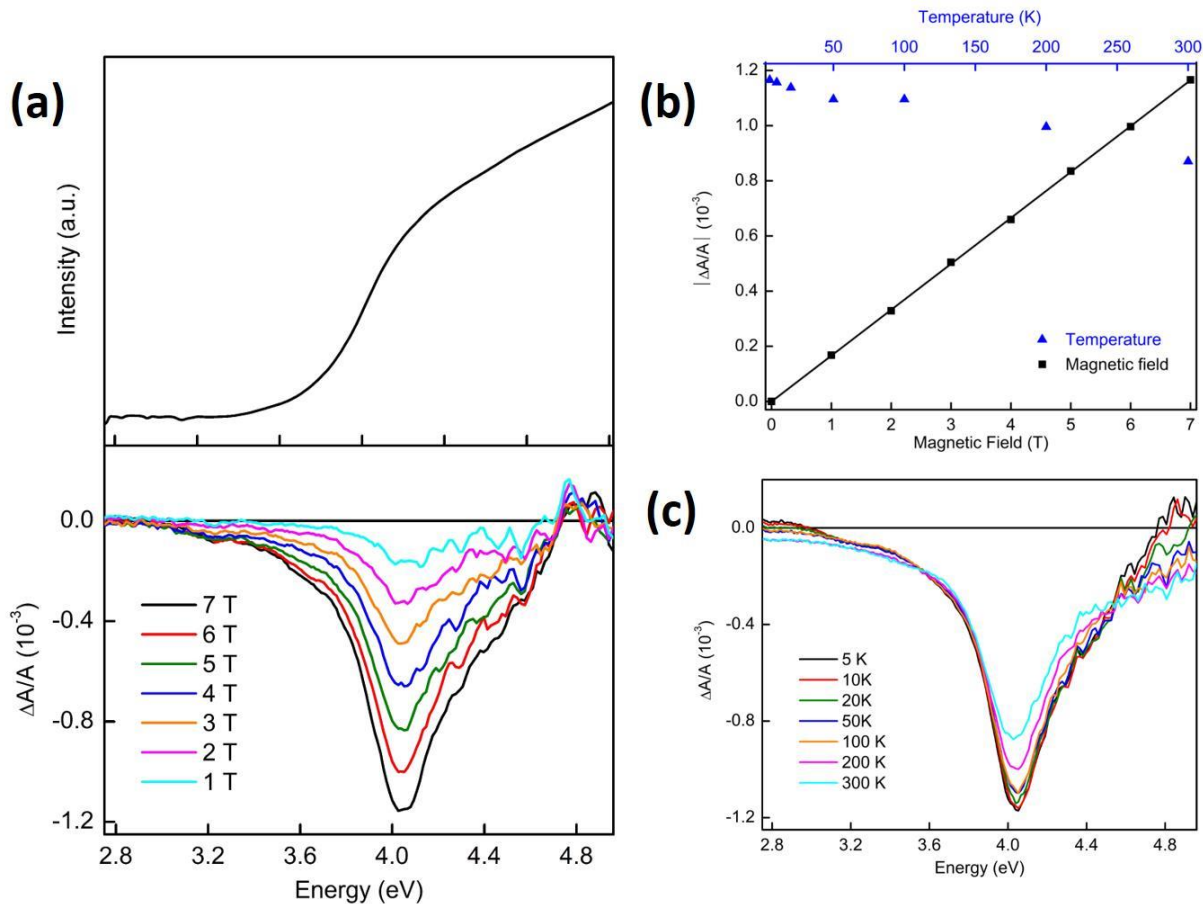 (a)
Intensity (a.u.)
0.0
-0.4
-0.8
-1.2
ΔA/A (10⁻³)
7 T
6 T
5 T
4 T
3 T
2 T
1 T
2.8 3.2 3.6 4.0 4.4 4.8
Energy (eV)
(b)
Temperature (K)
50 100 150 200 250 300
1.2
1.0
0.8
0.6
0.4
0.2
0.0
|ΔA/A| (10⁻³)
Temperature
Magnetic field
0 1 2 3 4 5 6 7
Magnetic Field (T)
(c)
0.0
-0.4
-0.8
-1.2
ΔA/A (10⁻³)
5 K
10K
20K
50K
100 K
200 K
300 K
2.8 3.2 3.6 4.0 4.4 4.8
Energy (eV)